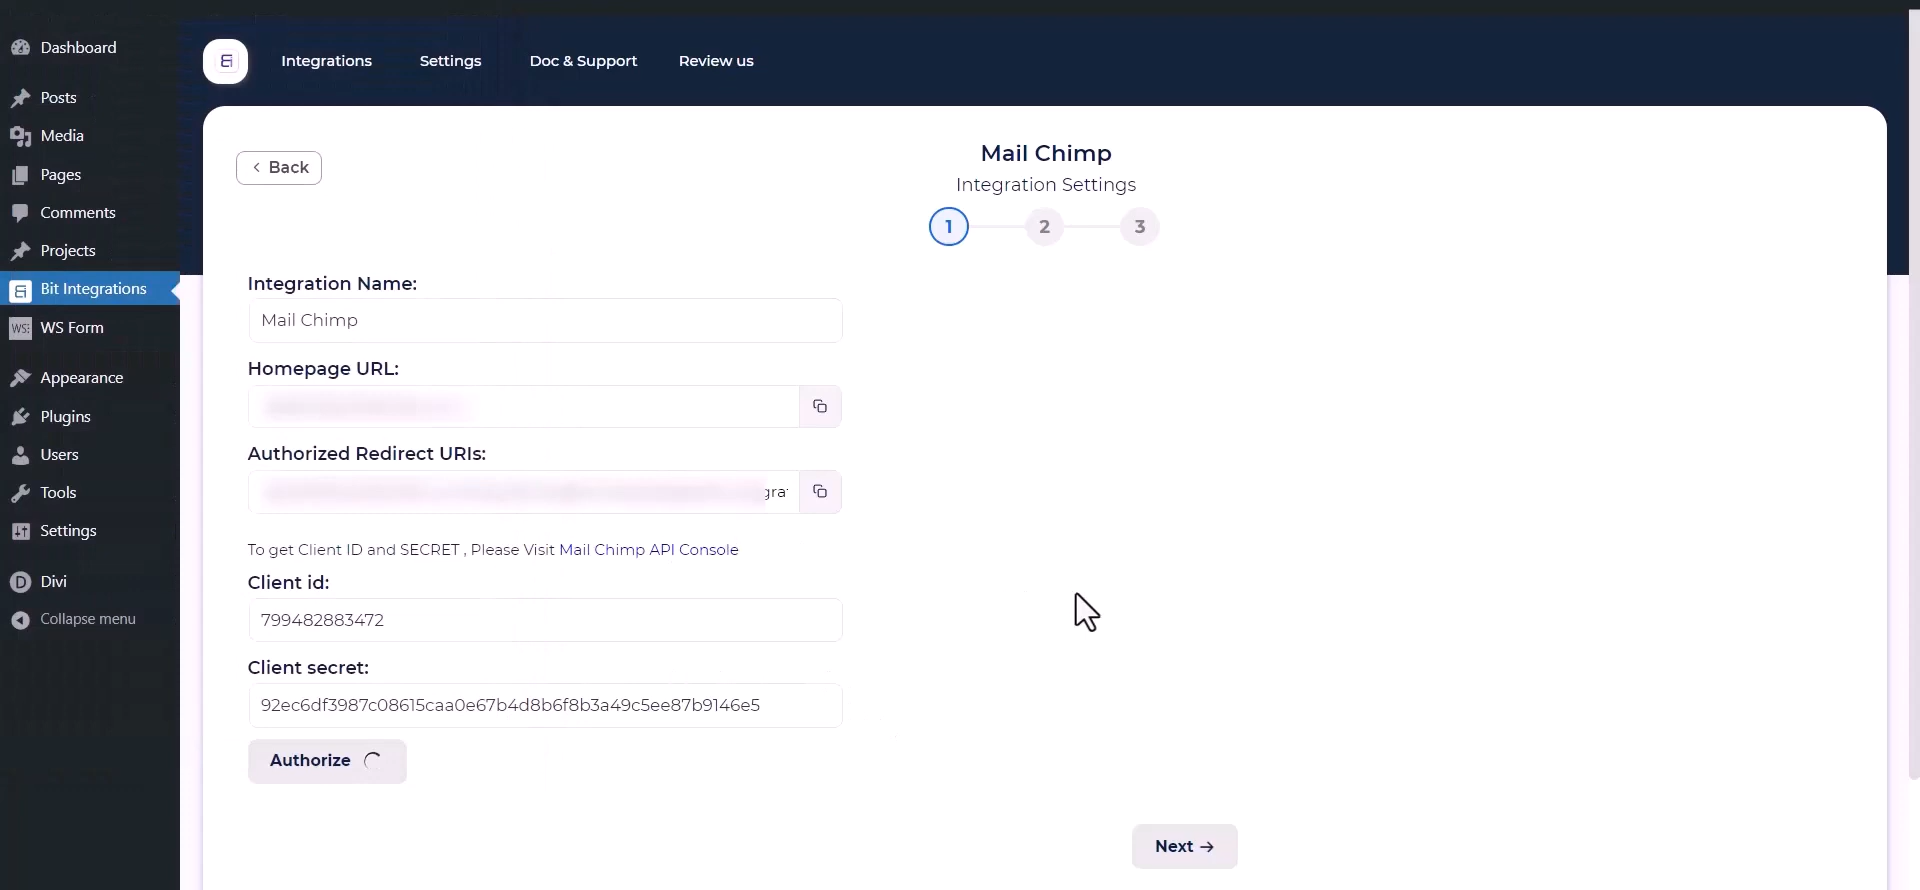 Dashboard
Posts
Media
Pages
Comments
Projects
Bit Integrations
WS Form
Appearance
Plugins
Users
Tools
Settings
Divi
Collapse menu
Integrations
Settings
Doc & Support
Review us
Back
Mail Chimp
Integration Settings
1
2
3
Integration Name:
Mail Chimp
Homepage URL:
Authorized Redirect URIs:
To get Client ID and SECRET , Please Visit Mail Chimp API Console
Client id:
799482883472
Client secret:
92ec6df3987c08615caa0e67b4d8b6f8b3a49c5ee87b9146e5
Authorize
Next →